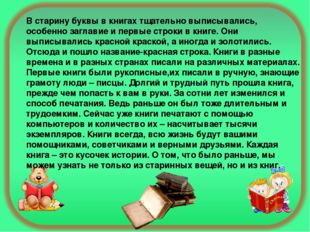 В старину буквы в книгах тщательно выписывались,
особенно заглавие и первые строки в книге. Они
выписывались красной краской, а иногда и золотились.
Отсюда и пошло название-красная строка. Книги в разные
времена и в разных странах писали на различных материалах.
Первые книги были рукописные,их писали в ручную, знающие
грамоту люди – писцы. Долгий и трудный путь прошла книга,
прежде чем попасть к вам в руки. За сотни лет изменился и
способ печатания. Ведь раньше он был тоже длительным и
трудоемким. Сейчас уже книги печатают с помощью
компьютеров и количество их – насчитывает тысячи
экземпляров. Книги всегда, всю жизнь будут вашими
помощниками, советчиками и верными друзьями. Каждая
книга – это кусочек истории. О том, что было раньше, мы
можем узнать не только из старинных вещей, но и из книг.